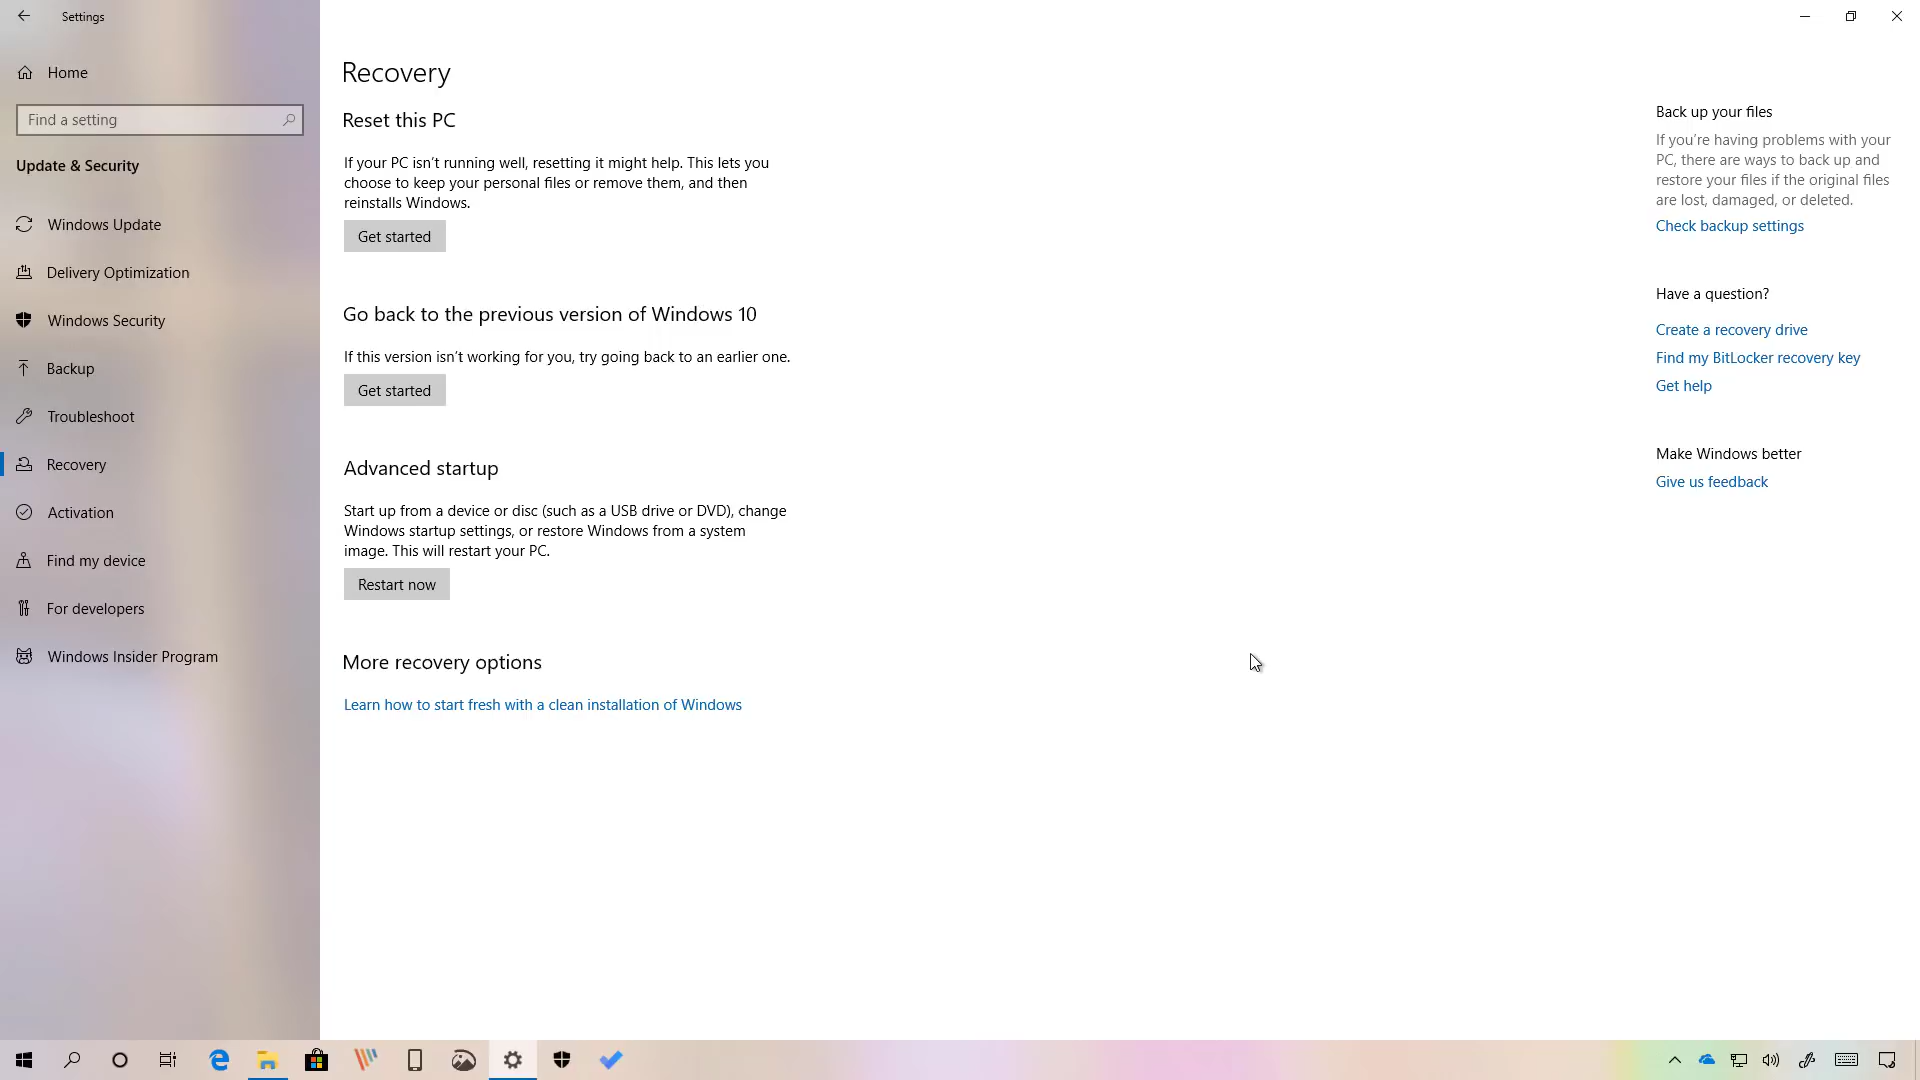 Settings
Home
Find a setting
Update & Security
Windows Update
Delivery Optimization
Windows Security
Backup
Troubleshoot
Recovery
Activation
Find my device
For developers
Windows Insider Program
Recovery
Reset this PC
If your PC isn't running well, resetting it might help. This lets you
choose to keep your personal files or remove them, and then
reinstalls Windows.
Get started
Go back to the previous version of Windows 10
If this version isn't working for you, try going back to an earlier one.
Get started
Advanced startup
Start up from a device or disc (such as a USB drive or DVD), change
Windows startup settings, or restore Windows from a system
image. This will restart your PC.
Restart now
More recovery options
Learn how to start fresh with a clean installation of Windows
Back up your files
If you're having problems with your
PC, there are ways to back up and
restore your files if the original files
are lost, damaged, or deleted.
Check backup settings
Have a question?
Create a recovery drive
Find my BitLocker recovery key
Get help
Make Windows better
Give us feedback